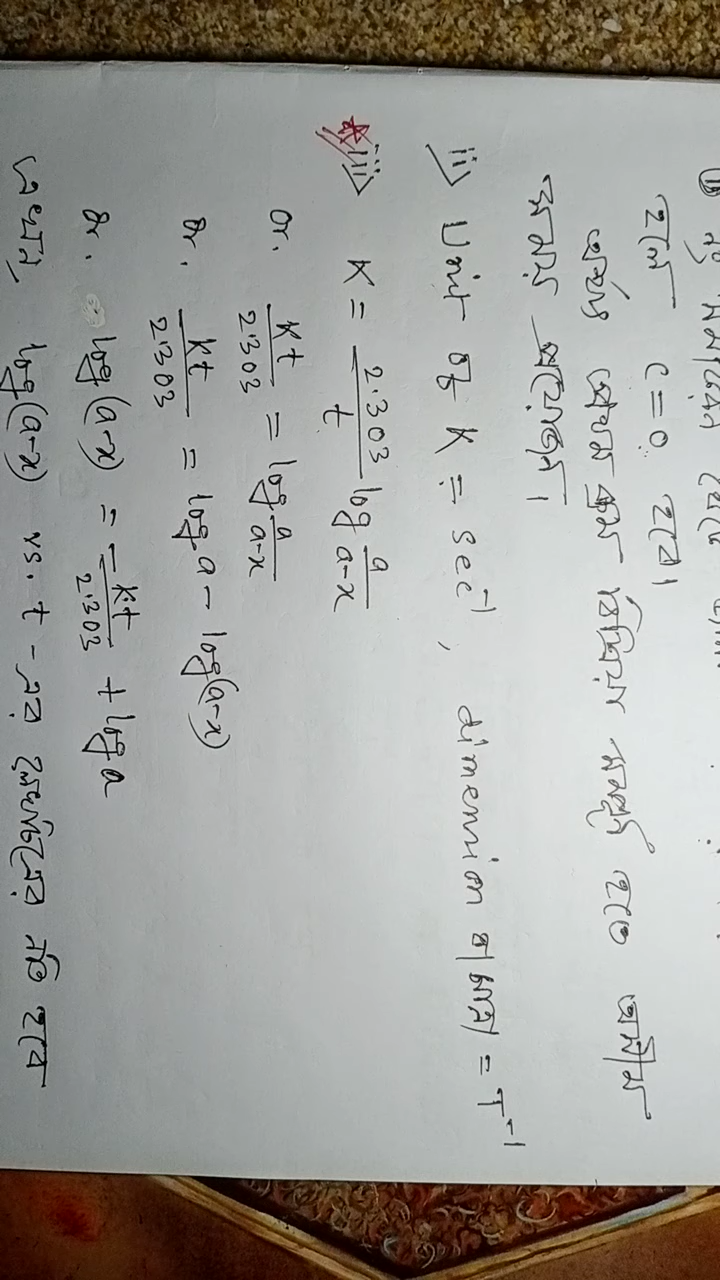 হলে C = 0 হবে।
অর্থাৎ প্রথম ক্রম বিক্রিয়া সম্পূর্ণ হতে অসীম
সময় প্রয়োজন।
ii> Unit of K = sec⁻¹, dimension বা মাত্রা = T⁻¹
iii> K = 2.303/t log a/a-x
or. Kt/2.303 = log a/a-x
or. Kt/2.303 = log a - log(a-x)
or. log(a-x) = -Kt/2.303 + log a
log(a-x) vs. t - এর লেখচিত্রের গতি হবে